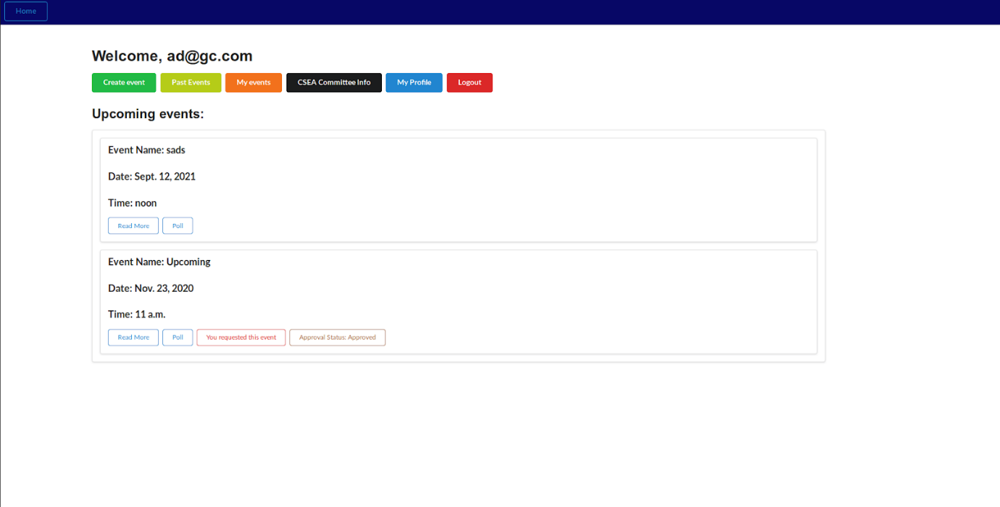 Home
Welcome, ad@gc.com
Create event Past Events My events CSEA Committee Info My Profile Logout
Upcoming events:
Event Name: sads
Date: Sept. 12, 2021
Time: noon
Read More Poll
Event Name: Upcoming
Date: Nov. 23, 2020
Time: 11 a.m.
Read More Poll You requested this event Approval Status: Approved